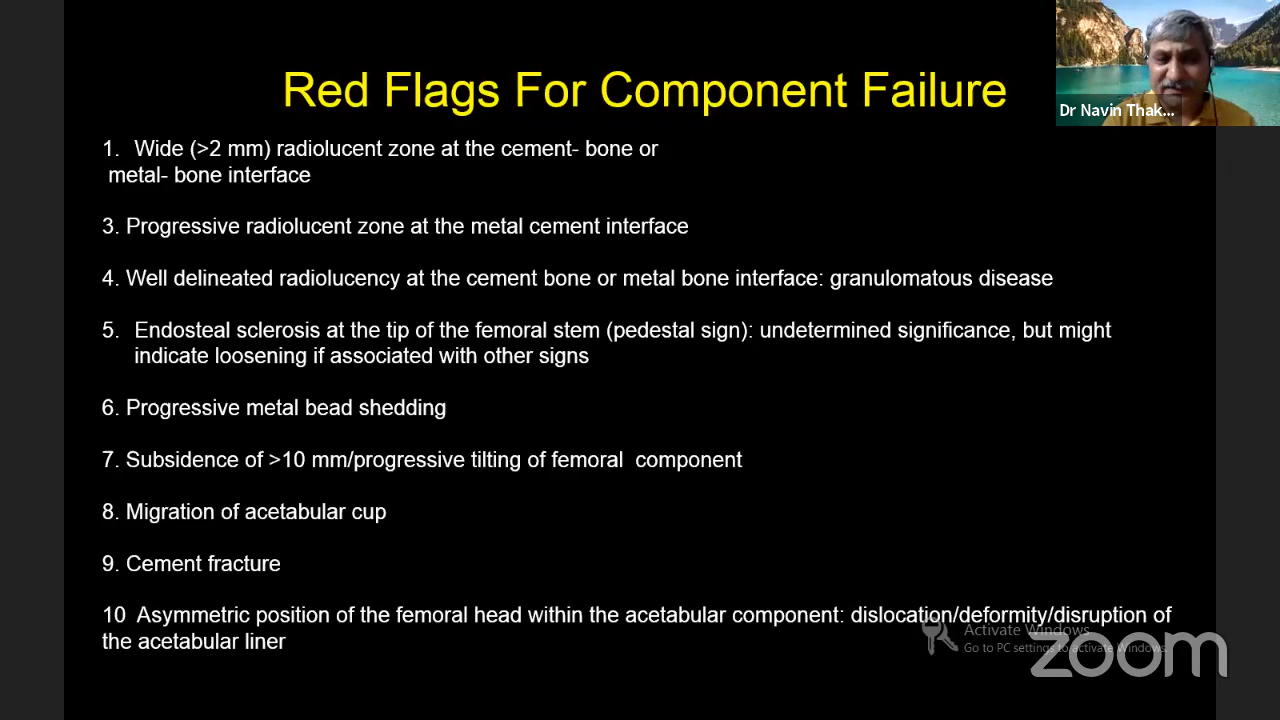 Red Flags For Component Failure
Dr Navin Thak...
1. Wide (>2 mm) radiolucent zone at the cement- bone or
metal- bone interface
3. Progressive radiolucent zone at the metal cement interface
4. Well delineated radiolucency at the cement bone or metal bone interface: granulomatous disease
5. Endosteal sclerosis at the tip of the femoral stem (pedestal sign): undetermined significance, but might
indicate loosening if associated with other signs
6. Progressive metal bead shedding
7. Subsidence of >10 mm/progressive tilting of femoral component
8. Migration of acetabular cup
9. Cement fracture
10 Asymmetric position of the femoral head within the acetabular component: dislocation/deformity/disruption of
the acetabular liner
Activate Windows
Go to PC settings to activate Windows.
zoom